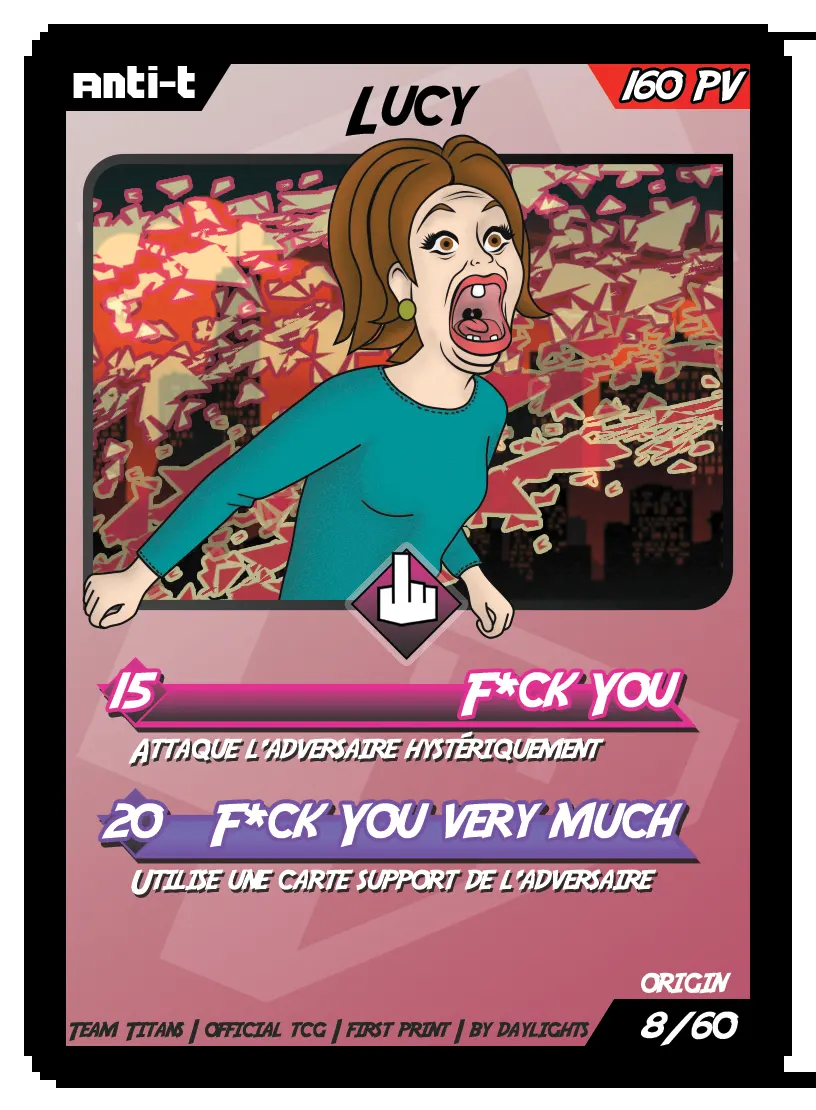 anti-t
Lucy
160 PV
15 F*ck You
Attaque l'adversaire hystériquement
20 F*ck You very Much
Utilise une carte support de l'adversaire
origin
8/60
Team Titans | official tcg | first print | by daylights